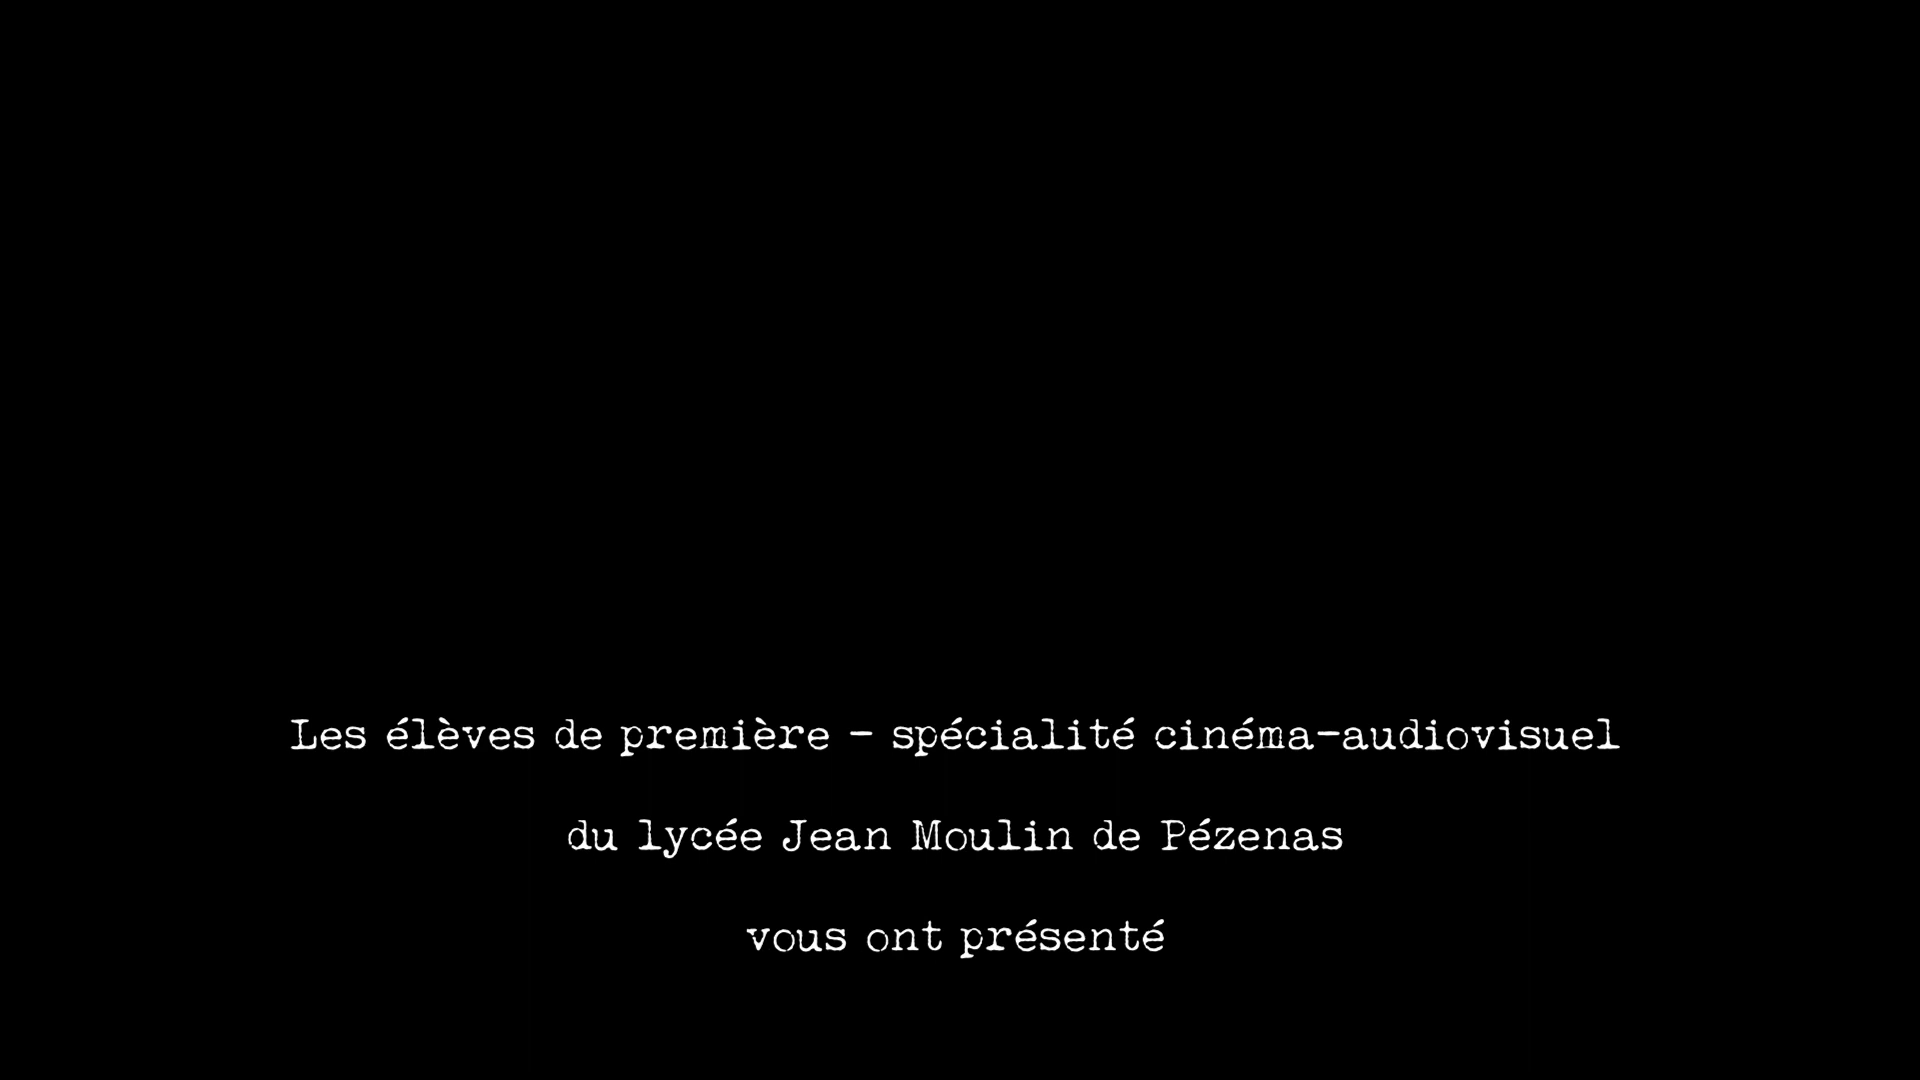 Les élèves de première - spécialité cinéma-audiovisuel
du lycée Jean Moulin de Pézenas
vous ont présenté